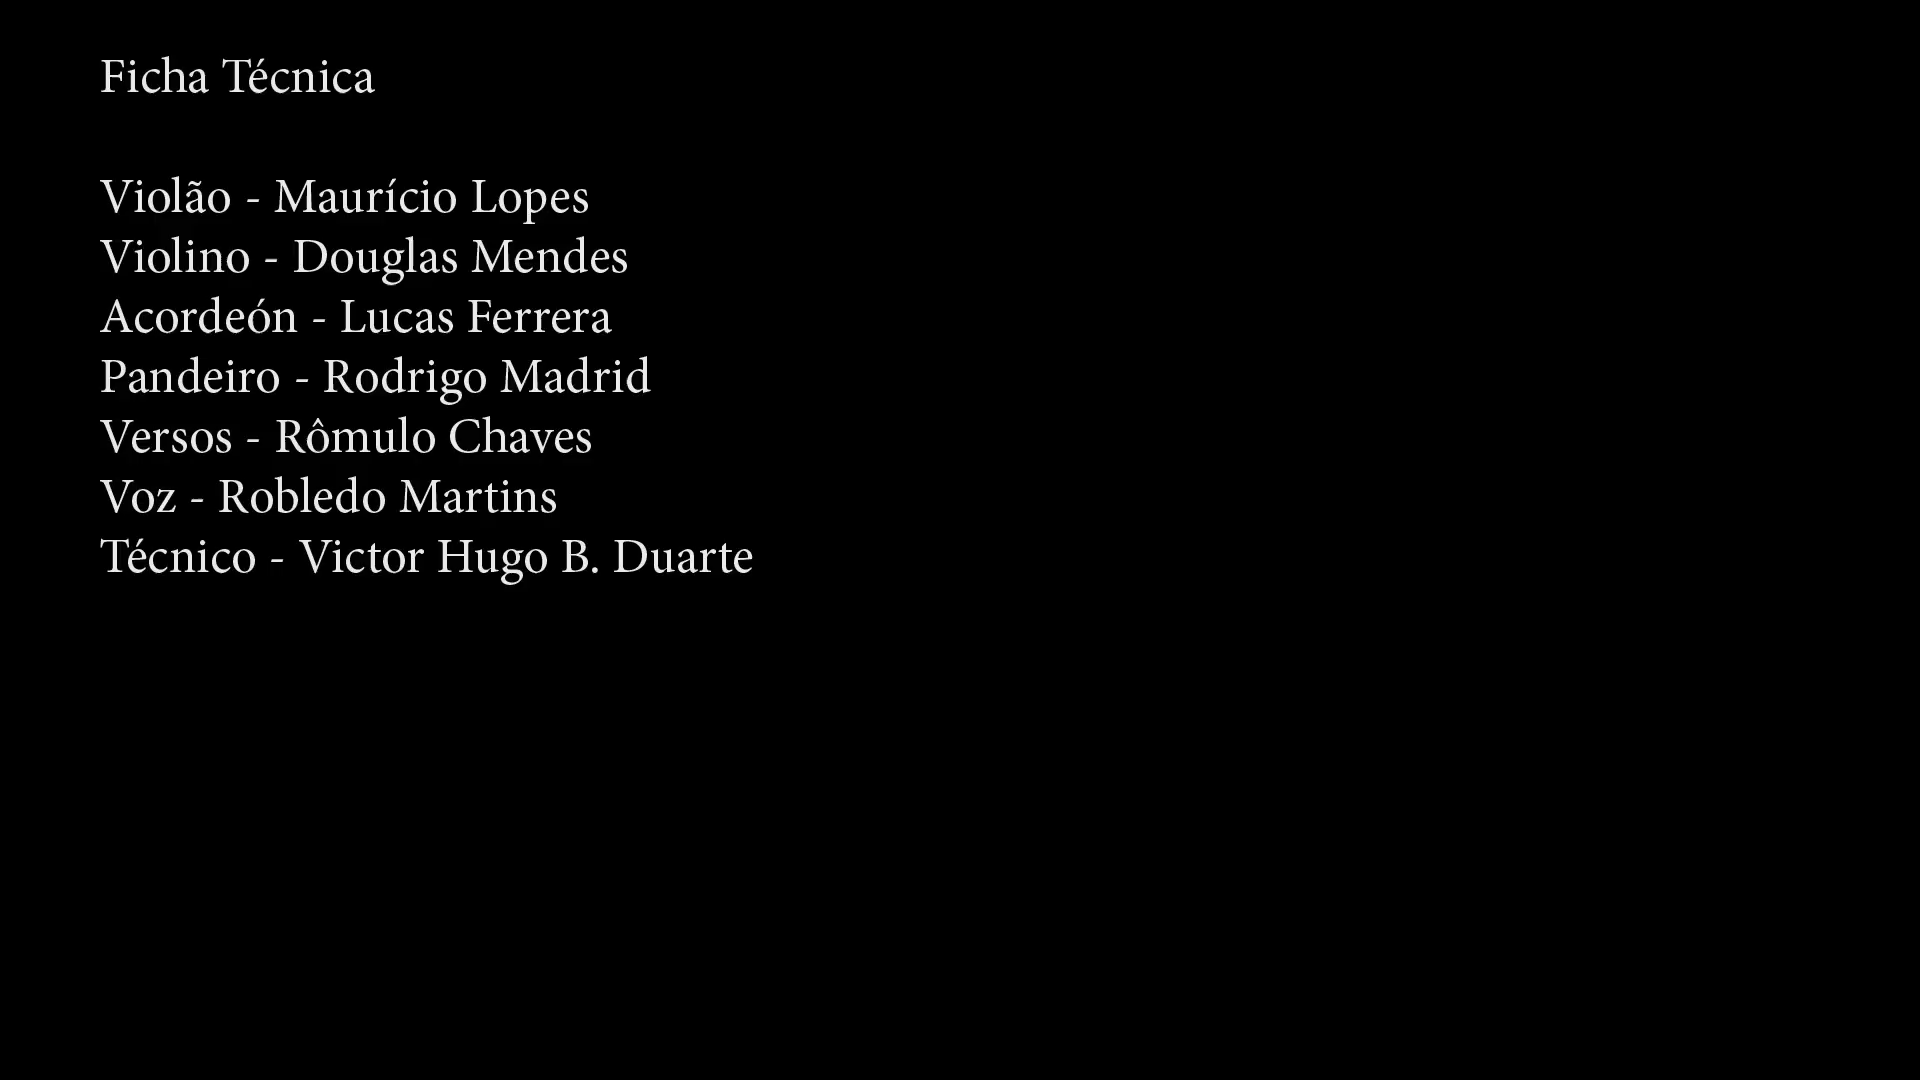 Ficha Técnica
Violão - Maurício Lopes
Violino - Douglas Mendes
Acordeón - Lucas Ferrera
Pandeiro - Rodrigo Madrid
Versos - Rômulo Chaves
Voz - Robledo Martins
Técnico - Victor Hugo B. Duarte